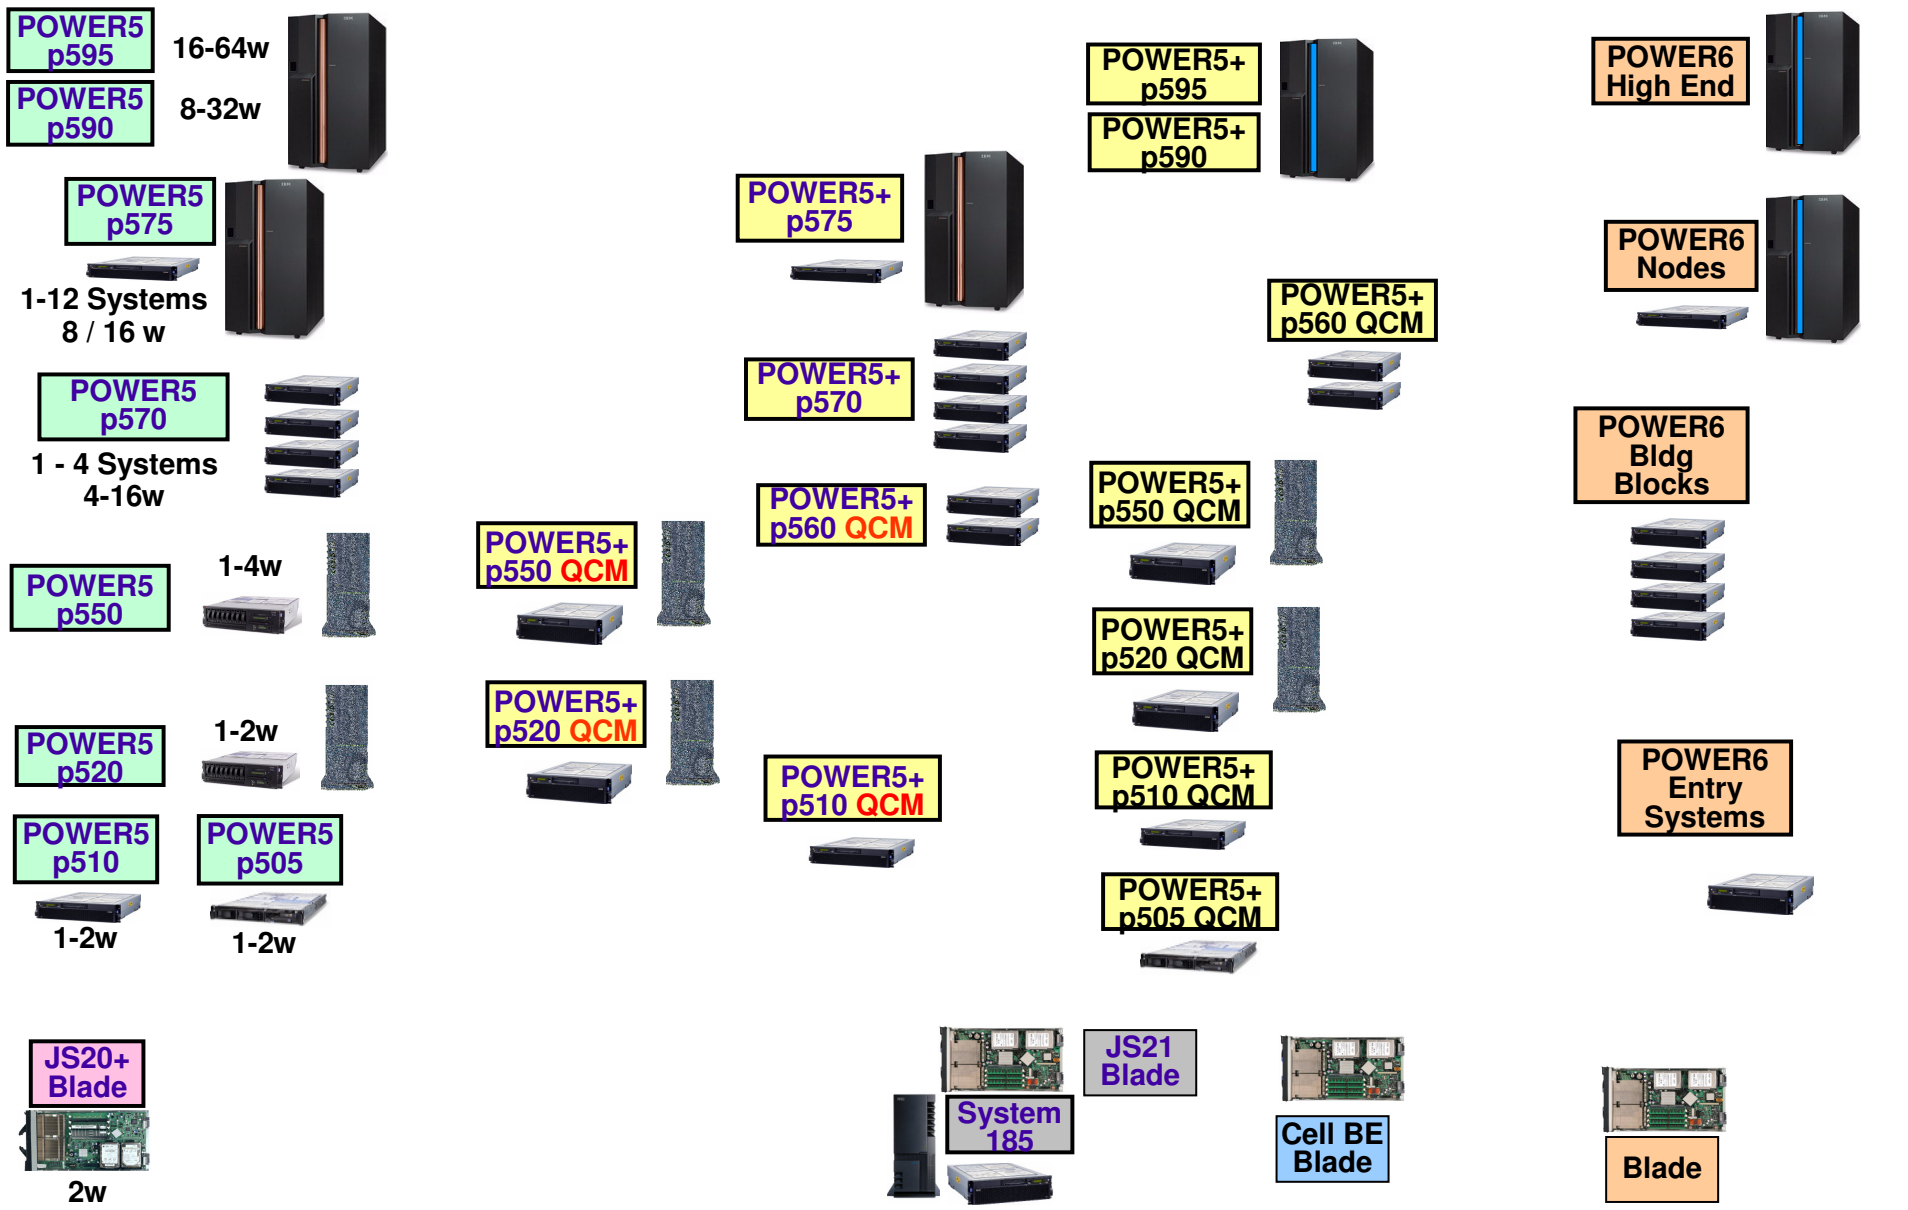 POWER5
p595
16-64w
POWER5
p590
8-32w
POWER5
p575
1-12 Systems
8 / 16 w
POWER5
p570
1 - 4 Systems
4-16w
POWER5
p550
1-4w
POWER5
p520
1-2w
POWER5
p510
1-2w
POWER5
p505
1-2w
JS20+
Blade
2w
POWER5+
p550 QCM
POWER5+
p520 QCM
POWER5+
p575
POWER5+
p570
POWER5+
p560 QCM
POWER5+
p510 QCM
JS21
Blade
System
185
POWER5+
p595
POWER5+
p590
POWER5+
p560 QCM
POWER5+
p550 QCM
POWER5+
p520 QCM
POWER5+
p510 QCM
POWER5+
p505 QCM
Cell BE
Blade
POWER6
High End
POWER6
Nodes
POWER6
Bldg
Blocks
POWER6
Entry
Systems
Blade